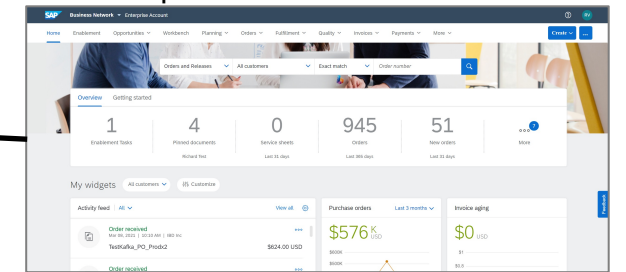 SAP Business Network Enterprise Account
RV
Home Enablement Opportunities Workbench Planning Orders Fulfillment Quality Invoices Payments More Create ...
Orders and Releases All customers Exact match Order number
Overview Getting started
1 4 0 945 51 7
Enablement Tasks Pinned documents Service sheets Orders New orders More
Richard Test Last 31 days Last 365 days Last 31 days
My widgets All customers Customize
Feedback
Activity feed All View all Purchase orders Last 3 months Invoice aging
Order received
$576 K USD $0 USD
TestKafka_PO_Prodx2 $624.00 USD
$600K $1
$500K $0.5
Order received